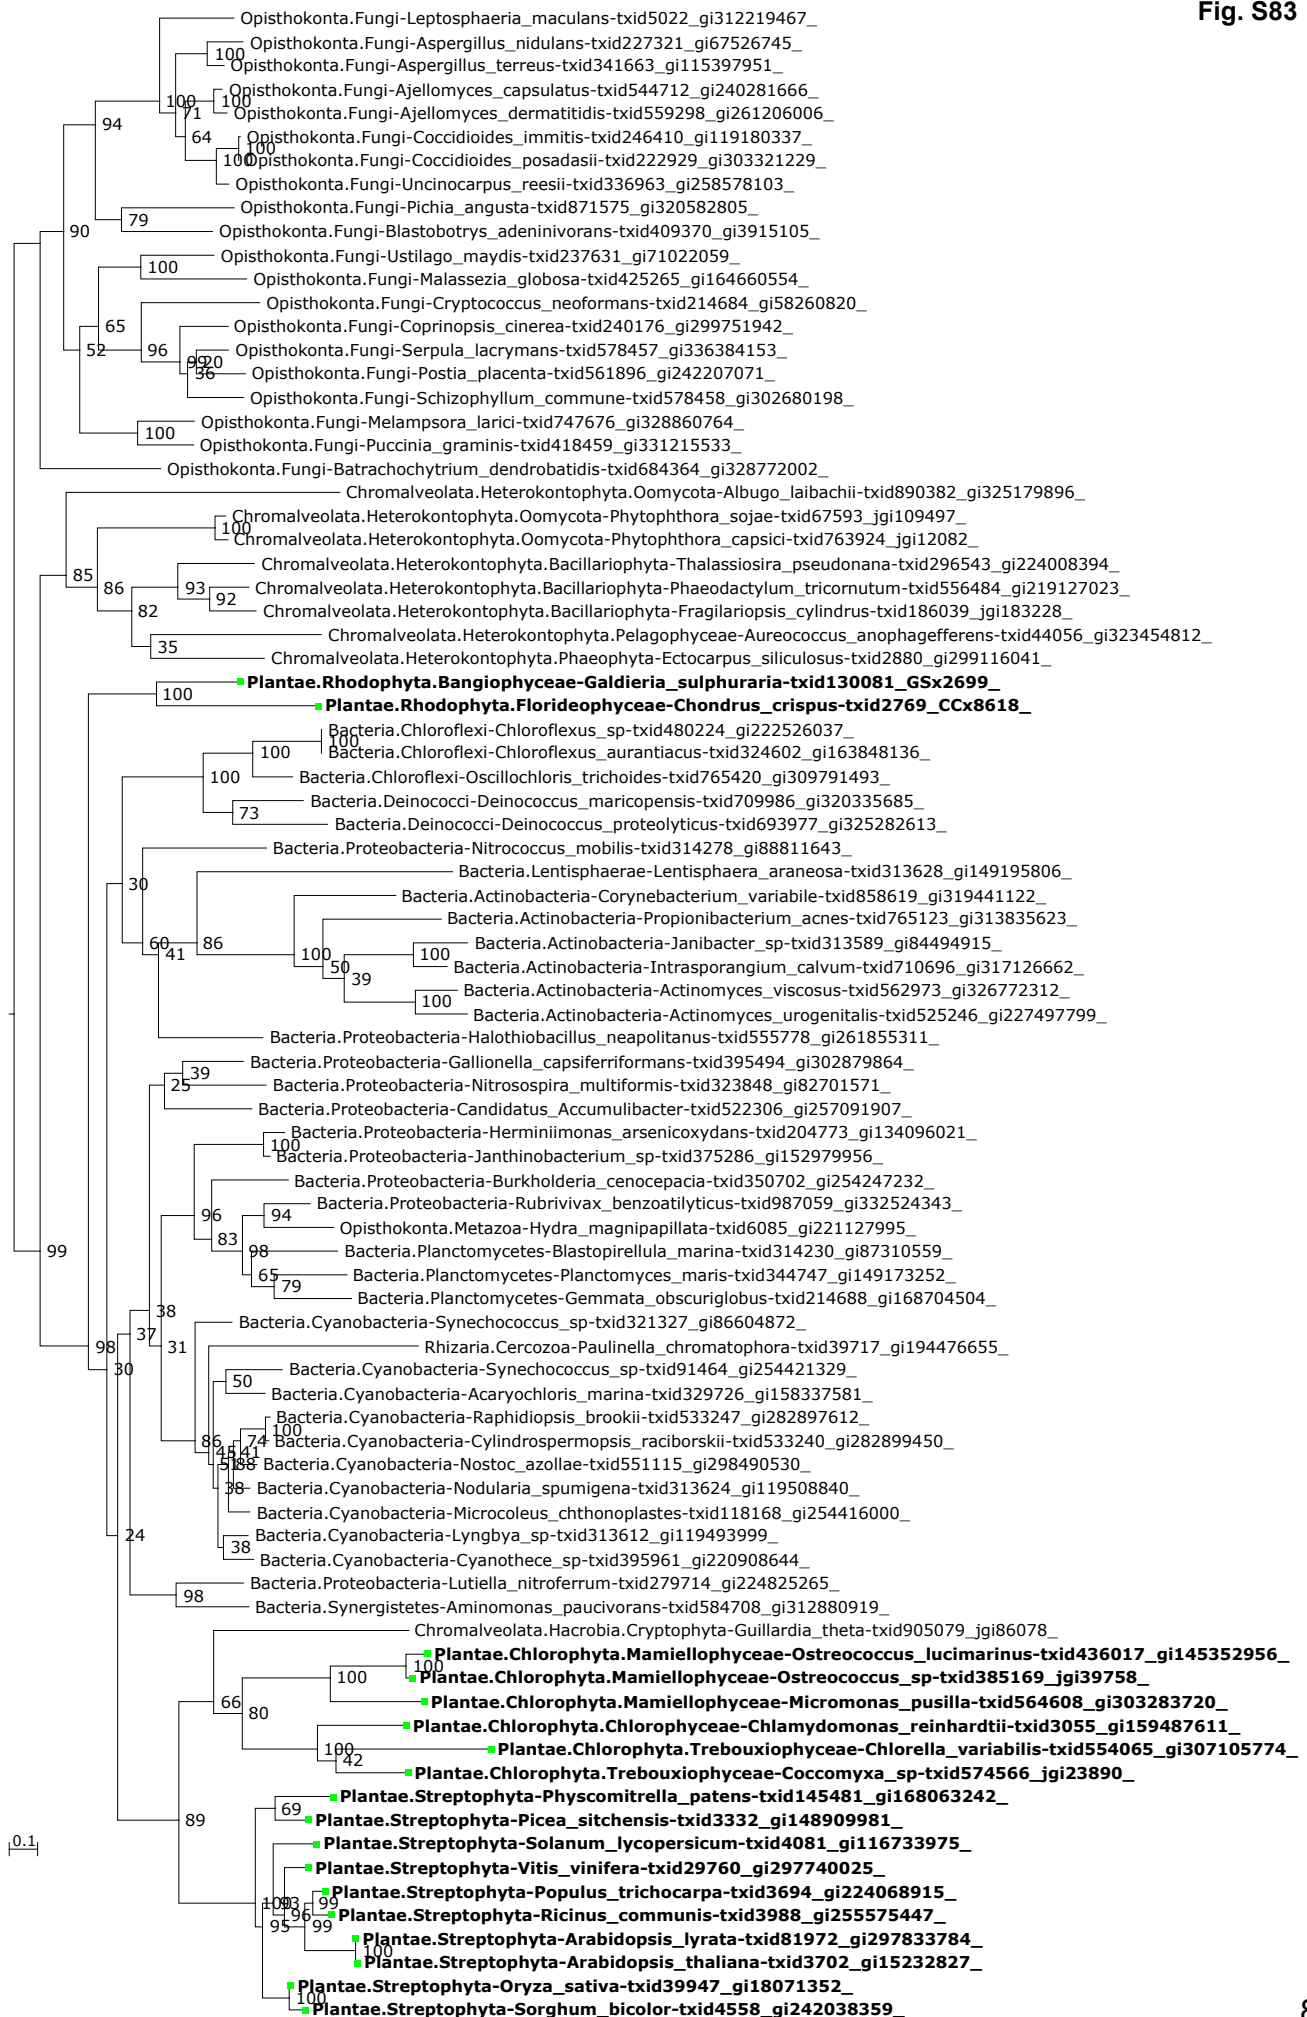 Fig. S83
Opisthokonta.Fungi-Leptosphaeria_maculans-txid5022_gi312219467_
Opisthokonta.Fungi-Aspergillus_nidulans-txid227321_gi67526745_
100
Opisthokonta.Fungi-Aspergillus_terreus-txid341663_gi115397951_
Opisthokonta.Fungi-Ajellomyces_capsulatus-txid544712_gi240281666_
100
100
71
Opisthokonta.Fungi-Ajellomyces_dermatitidis-txid559298_gi261206006_
94
64
Opisthokonta.Fungi-Coccidioides_immitis-txid246410_gi119180337_
100
100
Opisthokonta.Fungi-Coccidioides_posadasii-txid222929_gi303321229_
Opisthokonta.Fungi-Uncinocarpus_reesii-txid336963_gi258578103_
Opisthokonta.Fungi-Pichia_angusta-txid871575_gi320582805_
79
90
Opisthokonta.Fungi-Blastobotrys_adeninivorans-txid409370_gi3915105_
Opisthokonta.Fungi-Ustilago_maydis-txid237631_gi71022059_
100
Opisthokonta.Fungi-Malassezia_globosa-txid425265_gi164660554_
Opisthokonta.Fungi-Cryptococcus_neoformans-txid214684_gi58260820_
65
Opisthokonta.Fungi-Coprinopsis_cinerea-txid240176_gi299751942_
52
96
Opisthokonta.Fungi-Serpula_lacrymans-txid578457_gi336384153_
99
20
36
Opisthokonta.Fungi-Postia_placenta-txid561896_gi242207071_
Opisthokonta.Fungi-Schizophyllum_commune-txid578458_gi302680198_
Opisthokonta.Fungi-Melampsora_larici-txid747676_gi328860764_
100
Opisthokonta.Fungi-Puccinia_graminis-txid418459_gi331215533_
Opisthokonta.Fungi-Batrachochytrium_dendrobatidis-txid684364_gi328772002_
Chromalveolata.Heterokontophyta.Oomycota-Albugo_laibachii-txid890382_gi325179896_
Chromalveolata.Heterokontophyta.Oomycota-Phytophthora_sojae-txid67593_jgi109497_
100
Chromalveolata.Heterokontophyta.Oomycota-Phytophthora_capsici-txid763924_jgi12082_
Chromalveolata.Heterokontophyta.Bacillariophyta-Thalassiosira_pseudonana-txid296543_gi224008394_
85
86
93
Chromalveolata.Heterokontophyta.Bacillariophyta-Phaeodactylum_tricornutum-txid556484_gi219127023_
92
82
Chromalveolata.Heterokontophyta.Bacillariophyta-Fragilariopsis_cylindrus-txid186039_jgi183228_
Chromalveolata.Heterokontophyta.Pelagophyceae-Aureococcus_anophagefferens-txid44056_gi323454812_
35
Chromalveolata.Heterokontophyta.Phaeophyta-Ectocarpus_siliculosus-txid2880_gi299116041_
Plantae.Rhodophyta.Bangiophyceae-Galdieria_sulphuraria-txid130081_GSx2699_
100
Plantae.Rhodophyta.Florideophyceae-Chondrus_crispus-txid2769_CCx8618_
Bacteria.Chloroflexi-Chloroflexus_sp-txid480224_gi222526037_
100
100
Bacteria.Chloroflexi-Chloroflexus_aurantiacus-txid324602_gi163848136_
100
Bacteria.Chloroflexi-Oscillochloris_trichoides-txid765420_gi309791493_
Bacteria.Deinococci-Deinococcus_maricopensis-txid709986_gi320335685_
73
Bacteria.Deinococci-Deinococcus_proteolyticus-txid693977_gi325282613_
Bacteria.Proteobacteria-Nitrococcus_mobilis-txid314278_gi88811643_
30
Bacteria.Lentisphaerae-Lentisphaera_araneosa-txid313628_gi149195806_
Bacteria.Actinobacteria-Corynebacterium_variabile-txid858619_gi319441122_
Bacteria.Actinobacteria-Propionibacterium_acnes-txid765123_gi313835623_
60
41
86
100
Bacteria.Actinobacteria-Janibacter_sp-txid313589_gi84494915_
100
50
Bacteria.Actinobacteria-Intrasporangium_calvum-txid710696_gi317126662_
39
Bacteria.Actinobacteria-Actinomyces_viscosus-txid562973_gi326772312_
100
Bacteria.Actinobacteria-Actinomyces_urogenitalis-txid525246_gi227497799_
Bacteria.Proteobacteria-Halothiobacillus_neapolitanus-txid555778_gi261855311_
Bacteria.Proteobacteria-Gallionella_capsiferriformans-txid395494_gi302879864_
39
25
Bacteria.Proteobacteria-Nitrosospira_multiformis-txid323848_gi82701571_
Bacteria.Proteobacteria-Candidatus_Accumulibacter-txid522306_gi257091907_
Bacteria.Proteobacteria-Herminiimonas_arsenicoxydans-txid204773_gi134096021_
100
Bacteria.Proteobacteria-Janthinobacterium_sp-txid375286_gi152979956_
Bacteria.Proteobacteria-Burkholderia_cenocepacia-txid350702_gi254247232_
Bacteria.Proteobacteria-Rubrivivax_benzoatilyticus-txid987059_gi332524343_
96
94
Opisthokonta.Metazoa-Hydra_magnipapillata-txid6085_gi221127995_
83
99
98
Bacteria.Planctomycetes-Blastopirellula_marina-txid314230_gi87310559_
65
Bacteria.Planctomycetes-Planctomyces_maris-txid344747_gi149173252_
79
Bacteria.Planctomycetes-Gemmata_obscuriglobus-txid214688_gi168704504_
38
Bacteria.Cyanobacteria-Synechococcus_sp-txid321327_gi86604872_
37
98
31
Rhizaria.Cercozoa-Paulinella_chromatophora-txid39717_gi194476655_
30
Bacteria.Cyanobacteria-Synechococcus_sp-txid91464_gi254421329_
50
Bacteria.Cyanobacteria-Acaryochloris_marina-txid329726_gi158337581_
Bacteria.Cyanobacteria-Raphidiopsis_brookii-txid533247_gi282897612_
100
86
74
Bacteria.Cyanobacteria-Cylindrospermopsis_raciborskii-txid533240_gi282899450_
45
41
51
88
Bacteria.Cyanobacteria-Nostoc_azollae-txid551115_gi298490530_
38
Bacteria.Cyanobacteria-Nodularia_spumigena-txid313624_gi119508840_
Bacteria.Cyanobacteria-Microcoleus_chthonoplastes-txid118168_gi254416000_
24
Bacteria.Cyanobacteria-Lyngbya_sp-txid313612_gi119493999_
38
Bacteria.Cyanobacteria-Cyanothece_sp-txid395961_gi220908644_
Bacteria.Proteobacteria-Lutiella_nitroferrum-txid279714_gi224825265_
98
Bacteria.Synergistetes-Aminomonas_paucivorans-txid584708_gi312880919_
Chromalveolata.Hacrobia.Cryptophyta-Guillardia_theta-txid905079_jgi86078_
Plantae.Chlorophyta.Mamiellophyceae-Ostreococcus_lucimarinus-txid436017_gi145352956_
100
100
Plantae.Chlorophyta.Mamiellophyceae-Ostreococcus_sp-txid385169_jgi39758_
66
Plantae.Chlorophyta.Mamiellophyceae-Micromonas_pusilla-txid564608_gi303283720_
80
Plantae.Chlorophyta.Chlorophyceae-Chlamydomonas_reinhardtii-txid3055_gi159487611_
100
Plantae.Chlorophyta.Trebouxiophyceae-Chlorella_variabilis-txid554065_gi307105774_
42
Plantae.Chlorophyta.Trebouxiophyceae-Coccomyxa_sp-txid574566_jgi23890_
Plantae.Streptophyta-Physcomitrella_patens-txid145481_gi168063242_
69
89
Plantae.Streptophyta-Picea_sitchensis-txid3332_gi148909981_
0.1
Plantae.Streptophyta-Solanum_lycopersicum-txid4081_gi116733975_
Plantae.Streptophyta-Vitis_vinifera-txid29760_gi297740025_
Plantae.Streptophyta-Populus_trichocarpa-txid3694_gi224068915_
100
93
99
96
Plantae.Streptophyta-Ricinus_communis-txid3988_gi255575447_
95
99
Plantae.Streptophyta-Arabidopsis_lyrata-txid81972_gi297833784_
100
Plantae.Streptophyta-Arabidopsis_thaliana-txid3702_gi15232827_
Plantae.Streptophyta-Oryza_sativa-txid39947_gi18071352_
100
Plantae.Streptophyta-Sorghum_bicolor-txid4558_gi242038359_